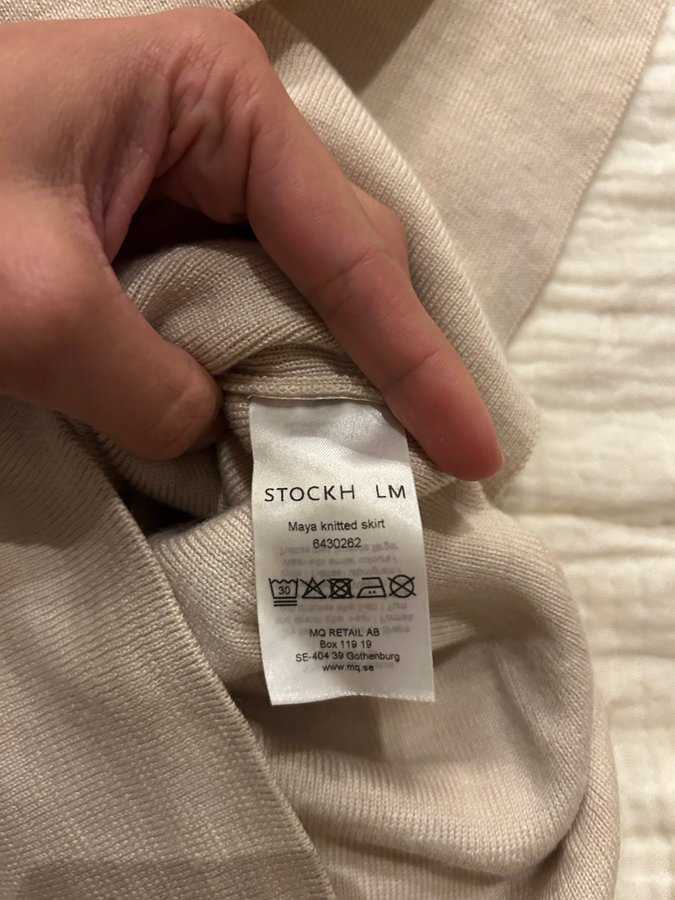 STOCKH LM
Maya knitted skirt
6430262
30
MQ RETAIL AB
Box 119 19
SE-404 39 Gothenburg
www.mq.se